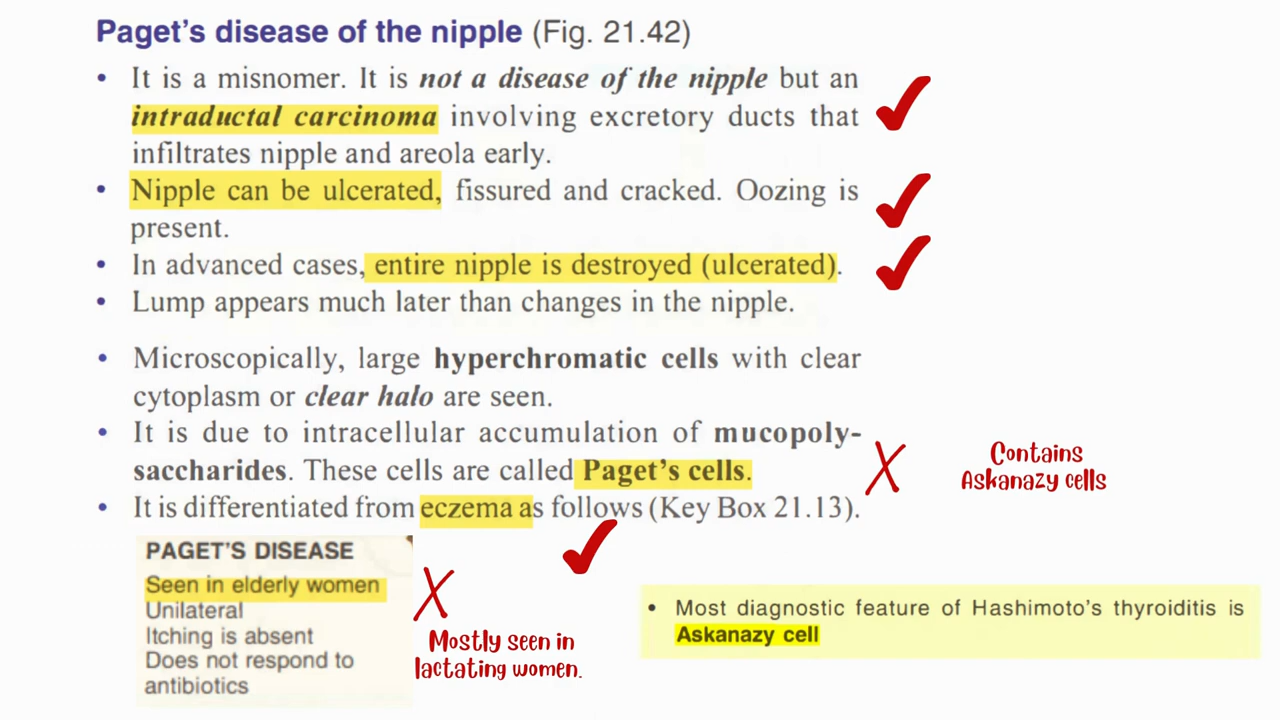 Paget's disease of the nipple (Fig. 21.42)
• It is a misnomer. It is not a disease of the nipple but an
intraductal carcinoma involving excretory ducts that
infiltrates nipple and areola early.
• Nipple can be ulcerated, fissured and cracked. Oozing is
present.
• In advanced cases, entire nipple is destroyed (ulcerated).
• Lump appears much later than changes in the nipple.
• Microscopically, large hyperchromatic cells with clear
cytoplasm or clear halo are seen.
• It is due to intracellular accumulation of mucopoly-
saccharides. These cells are called Paget's cells.
• It is differentiated from eczema as follows (Key Box 21.13).
Contains
Askanazy cells
PAGET'S DISEASE
Seen in elderly women
Unilateral
Itching is absent
Does not respond to
antibiotics
Mostly seen in
lactating women.
• Most diagnostic feature of Hashimoto's thyroiditis is
Askanazy cell